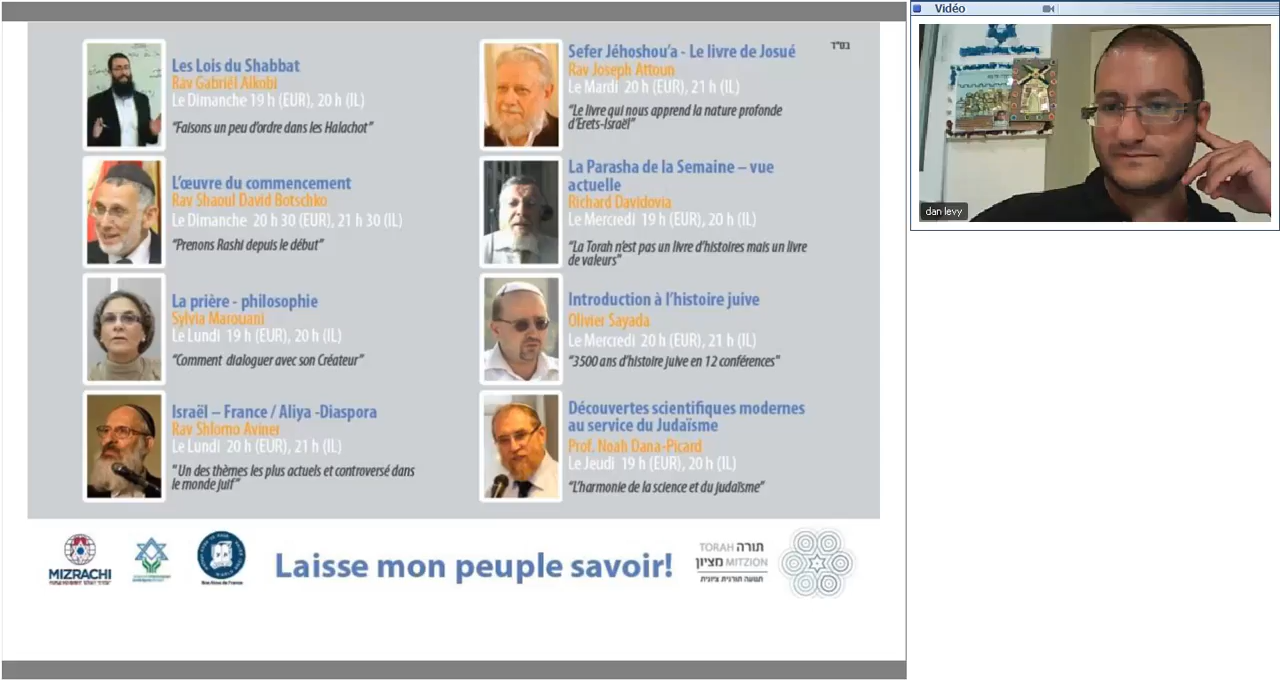 Vidéo
dan levy
בס"ד
Les Lois du Shabbat
Rav Gabriél Alkobi
Le Dimanche 19 h (EUR), 20 h (IL)
"Faisons un peu d'ordre dans les Halachot"
L'œuvre du commencement
Rav Shaoul David Botschko
Le Dimanche 20 h 30 (EUR), 21 h 30 (IL)
"Prenons Rashi depuis le début"
La prière - philosophie
Sylvia Marouani
Le Lundi 19 h (EUR), 20 h (IL)
"Comment dialoguer avec son Créateur"
Israël – France / Aliya -Diaspora
Rav Shlomo Aviner
Le Lundi 20 h (EUR), 21 h (IL)
" Un des thèmes les plus actuels et controversé dans
le monde juif"
Sefer Jéhoshou'a - Le livre de Josué
Rav Joseph Attoun
Le Mardi 20 h (EUR), 21 h (IL)
"Le livre qui nous apprend la nature profonde
d'Erets-Israël"
La Parasha de la Semaine – vue
actuelle
Richard Davidovia
Le Mercredi 19 h (EUR), 20 h (IL)
"La Torah n'est pas un livre d'histoires mais un livre
de valeurs"
Introduction à l'histoire juive
Olivier Sayada
Le Mercredi 20 h (EUR), 21 h (IL)
"3500 ans d'histoire juive en 12 conférences"
Découvertes scientifiques modernes
au service du Judaïsme
Prof. Noah Dana-Picard
Le Jeudi 19 h (EUR), 20 h (IL)
"L'harmonie de la science et du judaïsme"
MIZRACHI
Bne Akiva de France
Laisse mon peuple savoir!
TORAH תורה
מציון MITZION
תנועה תורנית ציונית